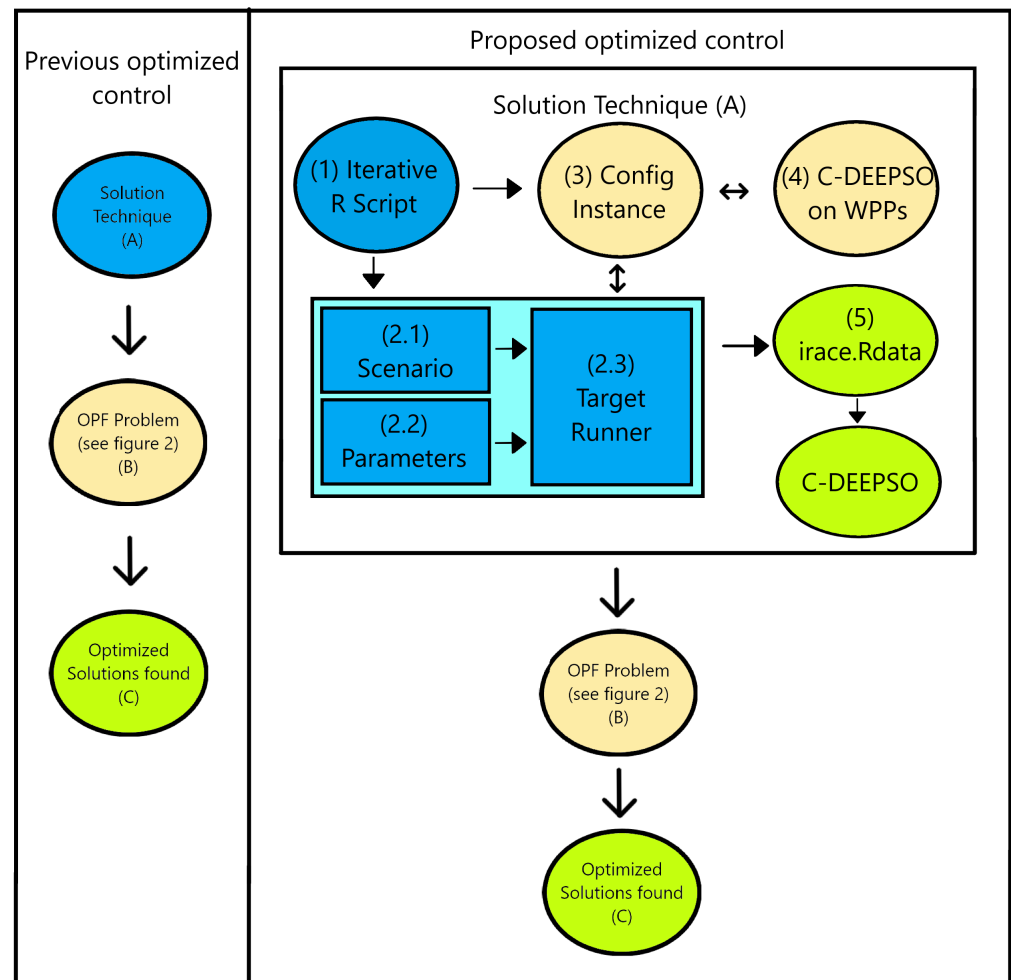 Previous optimized
control
Solution
Technique
(A)
OPF Problem
(see figure 2)
(B)
Optimized
Solutions found
(C)
Proposed optimized control
Solution Technique (A)
(1) Iterative
R Script
(3) Config
Instance
(4) C-DEEPSO
on WPPs
(2.1)
Scenario
(2.2)
Parameters
(2.3)
Target
Runner
(5)
irace.Rdata
C-DEEPSO
OPF Problem
(see figure 2)
(B)
Optimized
Solutions found
(C)